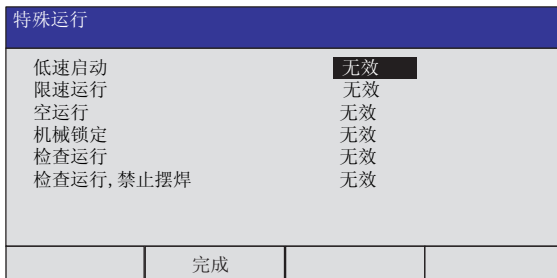 特殊运行
低速启动 无效
限速运行 无效
空运行 无效
机械锁定 无效
检查运行 无效
检查运行,禁止摆焊 无效
完成